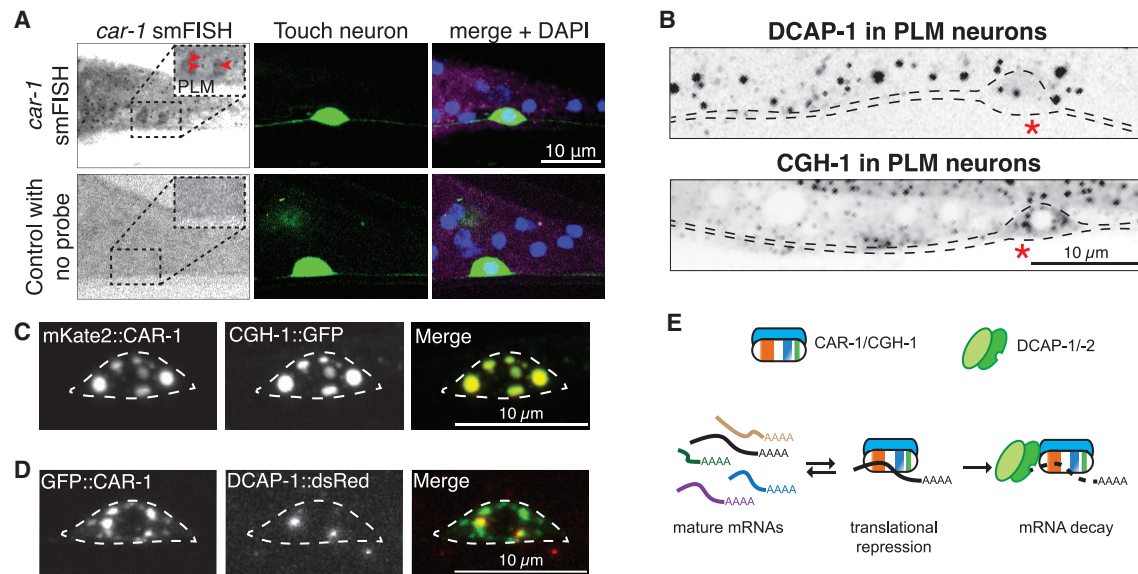 A
car-1 smFISH
Touch neuron
merge + DAPI
car-1
smFISH
PLM
10 µm
Control with
no probe
B
DCAP-1 in PLM neurons
*
CGH-1 in PLM neurons
*
10 µm
C
mKate2::CAR-1
CGH-1::GFP
Merge
10 µm
D
GFP::CAR-1
DCAP-1::dsRed
Merge
10 µm
E
CAR-1/CGH-1
DCAP-1/-2
AAAA
AAAA
AAAA
AAAA
AAAA
AAAA
AAAA
mature mRNAs
translational
repression
mRNA decay